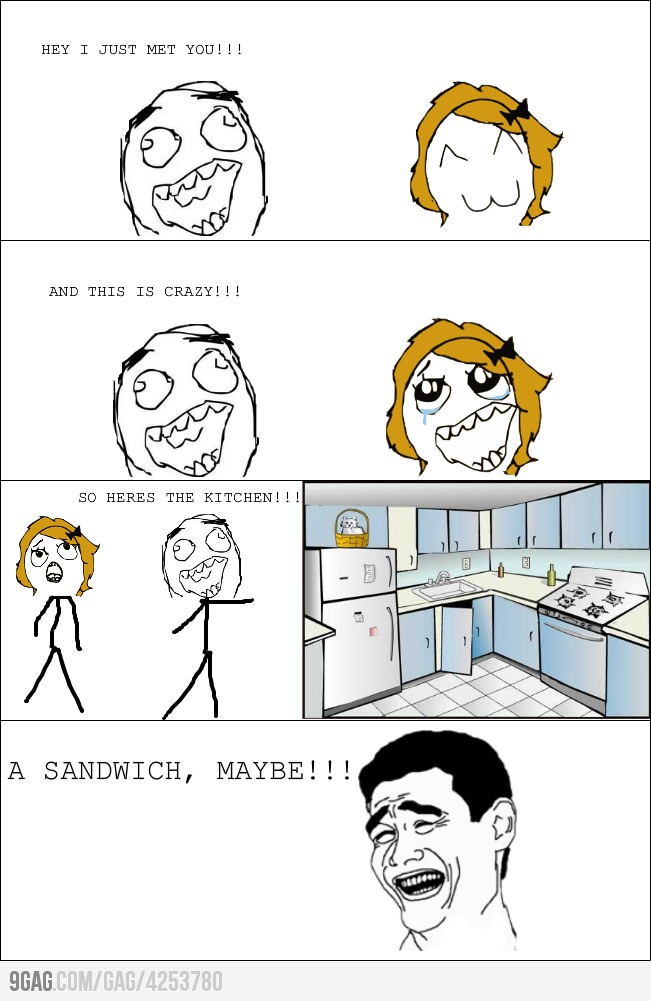 HEY I JUST MET YOU!!!
AND THIS IS CRAZY!!!
SO HERES THE KITCHEN!!!
A SANDWICH, MAYBE!!!
9GAG.COM/GAG/4253780